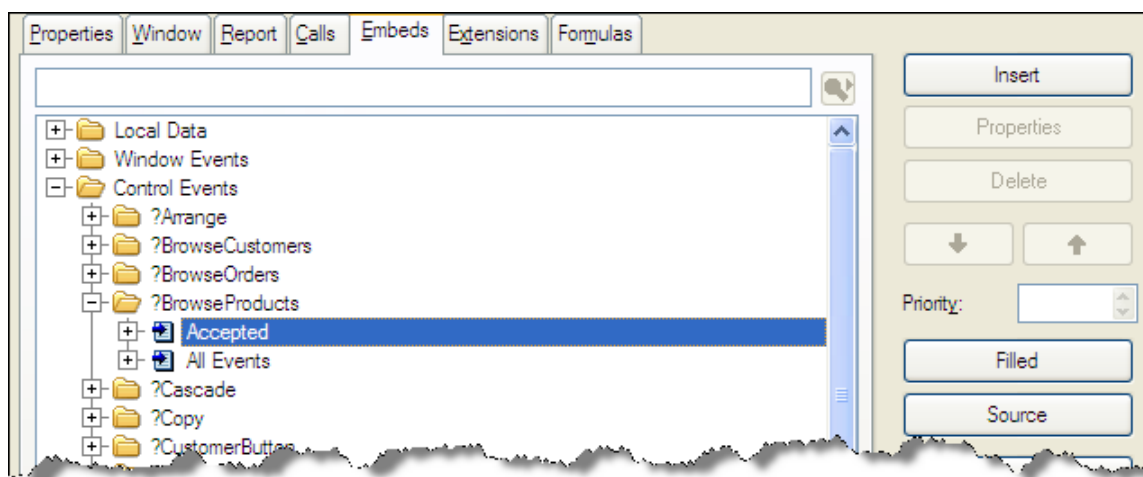 Properties Window Report Calls Embeds Extensions Formulas
Insert
Local Data
Properties
Window Events
Control Events
Delete
?Arrange
?BrowseCustomers
?BrowseOrders
?BrowseProducts
Priority:
Accepted
All Events
Filled
?Cascade
?Copy
Source
?CustomerButton